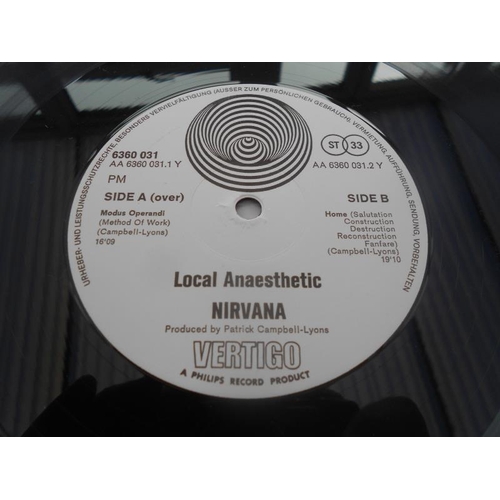 URHEBER- UND LEISTUNGSSCHUTZRECHTE, BESONDERS VERVIELFÄLTIGUNG (AUSSER ZUM PERSÖNLICHEN GEBRAUCH), VERMIETUNG, AUFFÜHRUNG, SENDUNG, VORBEHALTEN
6360 031
AA 6360 031.1 Y
PM
SIDE A (over)
Modus Operandi
(Method Of Work)
(Campbell-Lyons)
16'09
ST 33
AA 6360 031.2 Y
SIDE B
Home (Salutation
Construction
Destruction
Reconstruction
Fanfare)
(Campbell-Lyons)
19'10
Local Anaesthetic
NIRVANA
Produced by Patrick Campbell-Lyons
VERTIGO
A PHILIPS RECORD PRODUCT